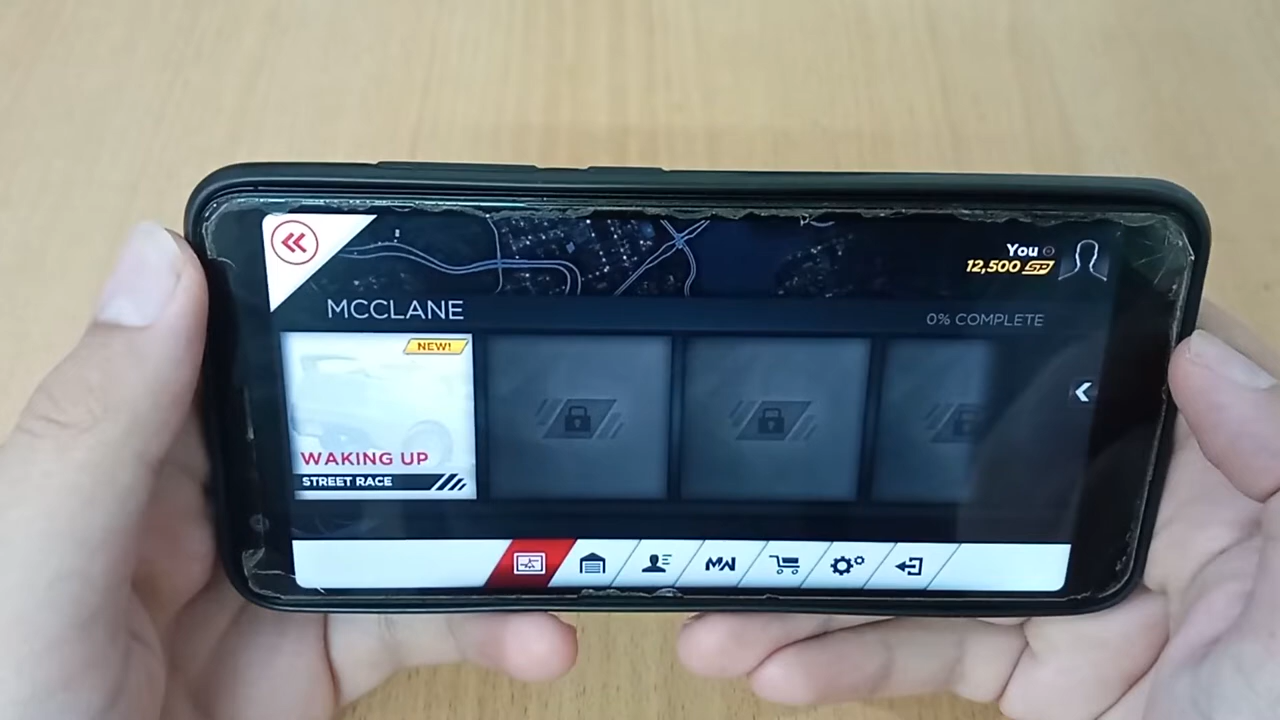 You
12,500 SP
MCCLANE
0% COMPLETE
NEW!
WAKING UP
STREET RACE
MW